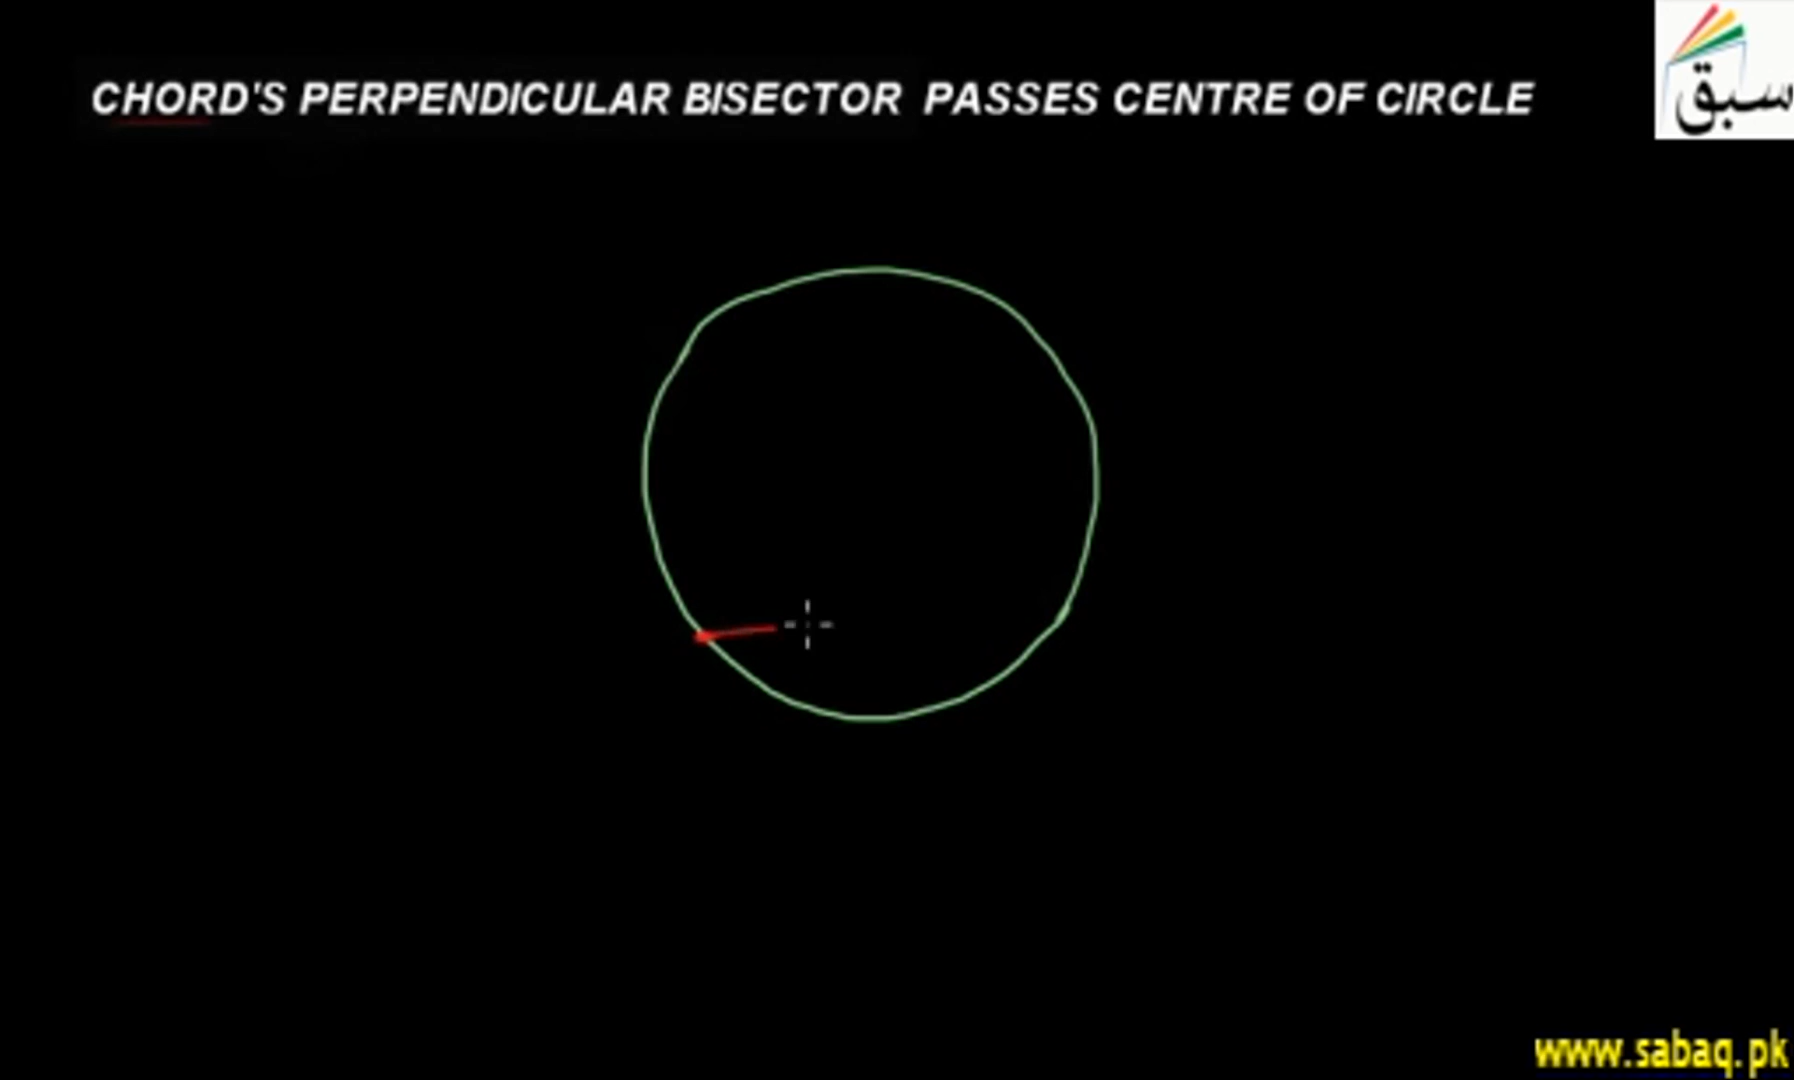 CHORD'S PERPENDICULAR BISECTOR PASSES CENTRE OF CIRCLE
سبق
www.sabaq.pk